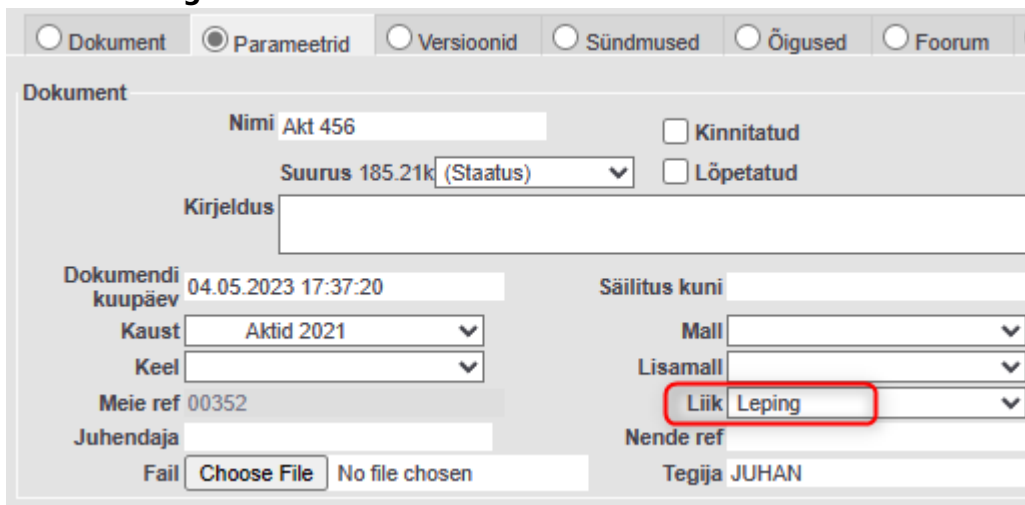 Dokument Parameetrid Versioonid Sündmused Õigused Foorum
Dokument
Nimi Akt 456 Kinnitatud
Suurus 185.21k (Staatus) Lõpetatud
Kirjeldus
Dokumendi kuupäev 04.05.2023 17:37:20 Säilitus kuni
Kaust Aktid 2021 Mall
Keel Lisamall
Meie ref 00352 Liik Leping
Juhendaja Nende ref
Fail Choose File No file chosen Tegija JUHAN